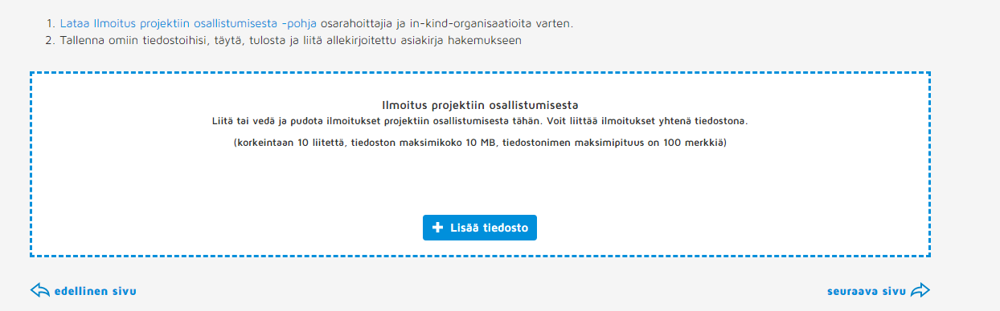 1. Lataa Ilmoitus projektiin osallistumisesta -pohja osarahoittajia ja in-kind-organisaatioita varten.
2. Tallenna omiin tiedostoihisi, täytä, tulosta ja liitä allekirjoitettu asiakirja hakemukseen
Ilmoitus projektiin osallistumisesta
Liitä tai vedä ja pudota ilmoitukset projektiin osallistumisesta tähän. Voit liittää ilmoitukset yhtenä tiedostona.
(korkeintaan 10 liitettä, tiedoston maksimikoko 10 MB, tiedostonimen maksimipituus on 100 merkkiä)
Lisää tiedosto
edellinen sivu
seuraava sivu